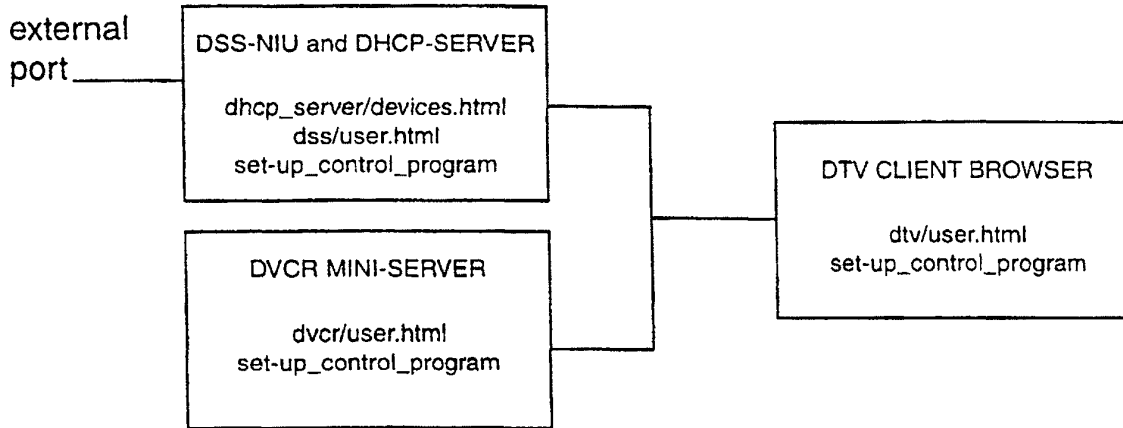 external
port
DSS-NIU and DHCP-SERVER
dhcp_server/devices.html
dss/user.html
set-up_control_program
DVCR MINI-SERVER
dvcr/user.html
set-up_control_program
DTV CLIENT BROWSER
dtv/user.html
set-up_control_program